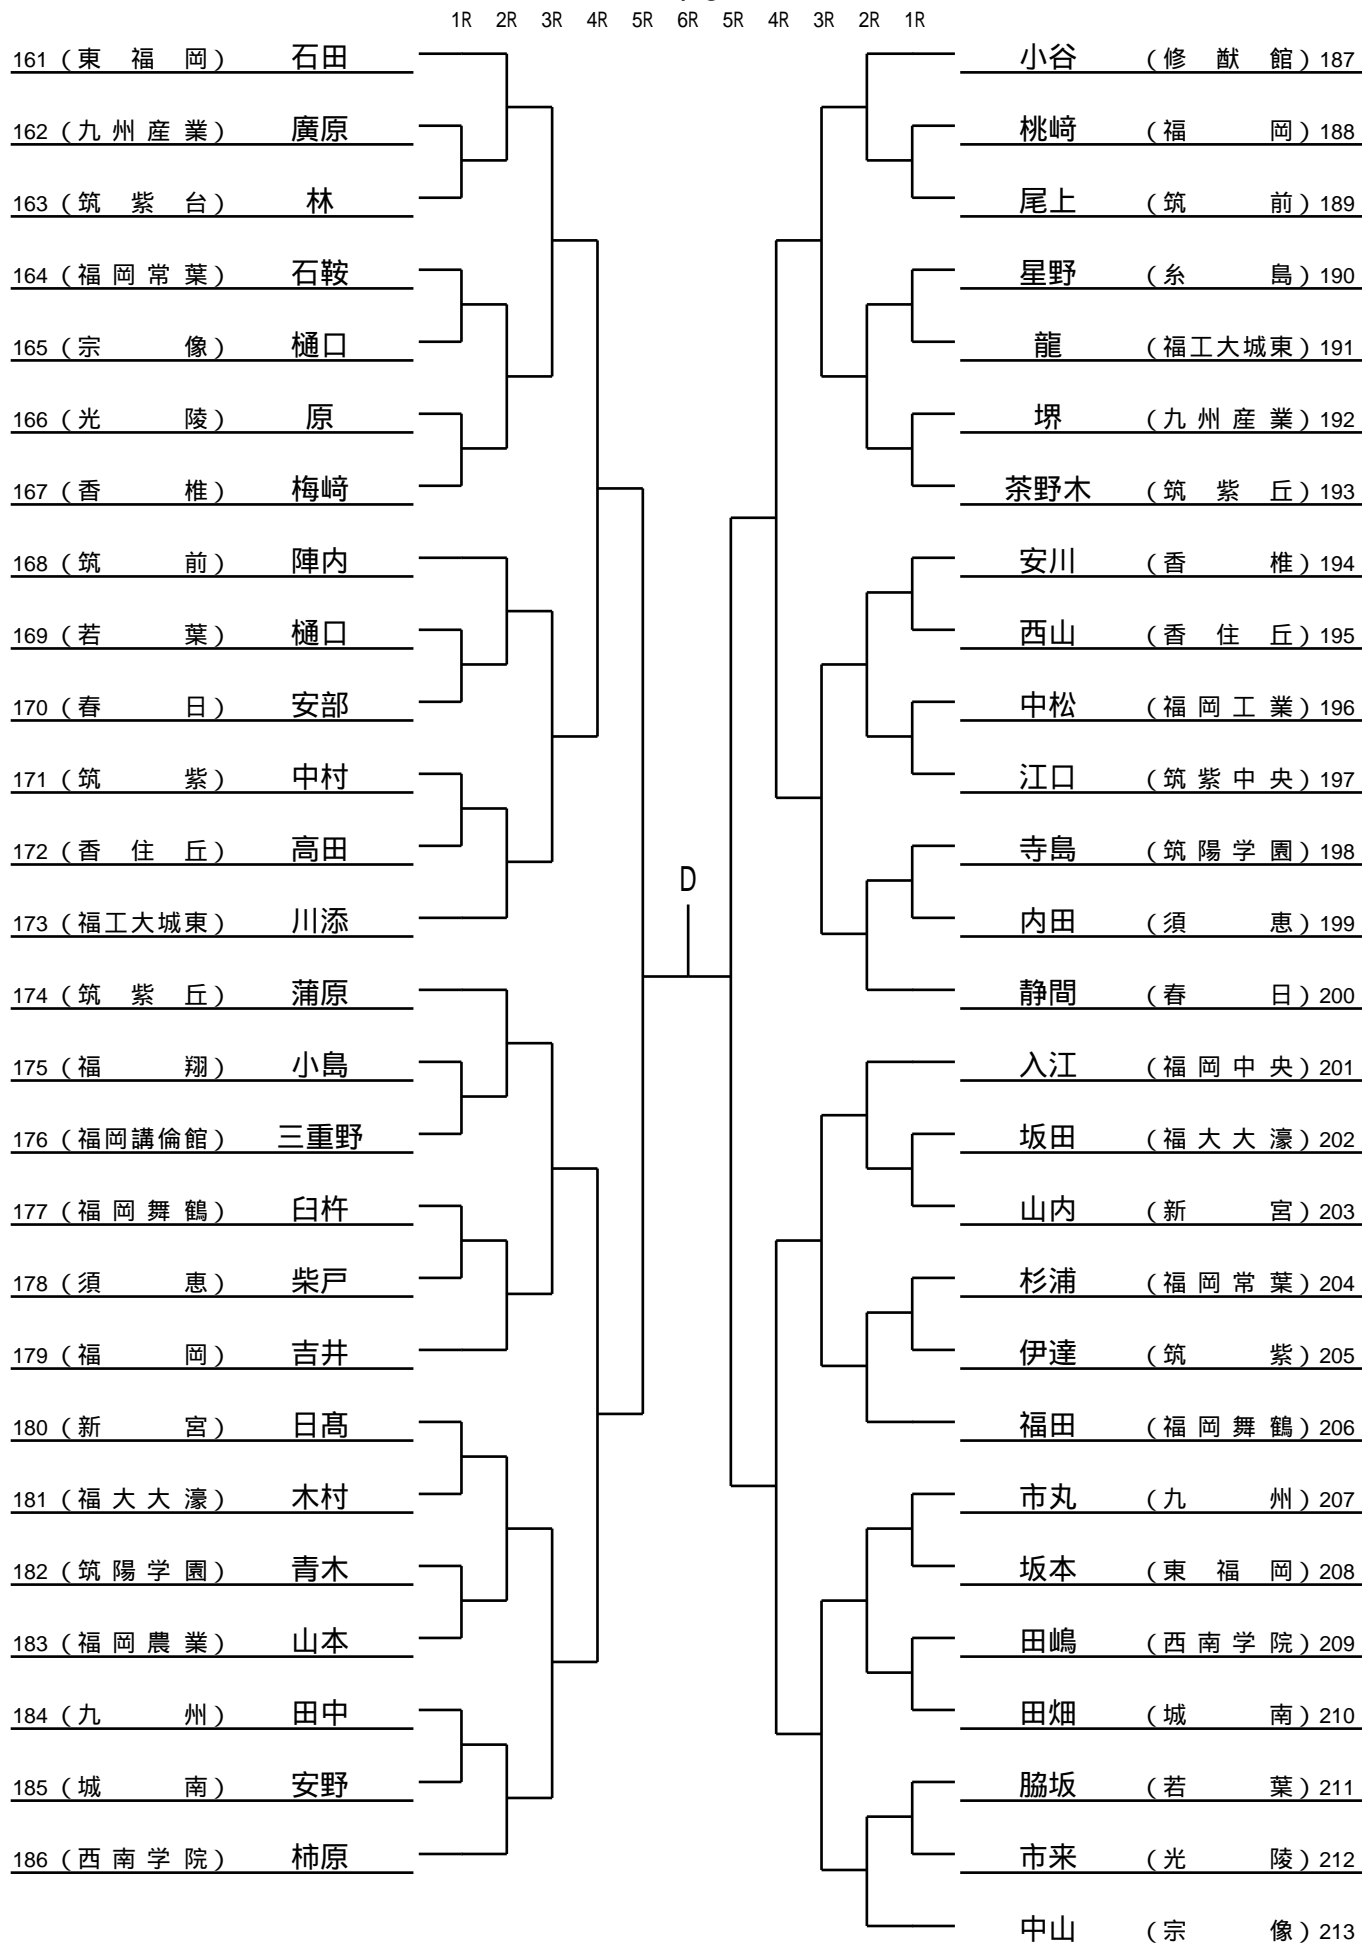 1R 2R 3R 4R 5R 6R 5R 4R 3R 2R 1R
161（東福岡） 石田
162（九州産業） 廣原
163（筑紫台） 林
164（福岡常葉） 石鞍
165（宗像） 樋口
166（光陵） 原
167（香椎） 梅﨑
168（筑前） 陣内
169（若葉） 樋口
170（春日） 安部
171（筑紫） 中村
172（香住丘） 高田
173（福工大城東） 川添
174（筑紫丘） 蒲原
175（福翔） 小島
176（福岡講倫館） 三重野
177（福岡舞鶴） 臼杵
178（須恵） 柴戸
179（福岡） 吉井
180（新宮） 日髙
181（福大大濠） 木村
182（筑陽学園） 青木
183（福岡農業） 山本
184（九州） 田中
185（城南） 安野
186（西南学院） 柿原
D
小谷 （修猷館）187
桃﨑 （福岡）188
尾上 （筑前）189
星野 （糸島）190
龍 （福工大城東）191
堺 （九州産業）192
茶野木 （筑紫丘）193
安川 （香椎）194
西山 （香住丘）195
中松 （福岡工業）196
江口 （筑紫中央）197
寺島 （筑陽学園）198
内田 （須恵）199
静間 （春日）200
入江 （福岡中央）201
坂田 （福大大濠）202
山内 （新宮）203
杉浦 （福岡常葉）204
伊達 （筑紫）205
福田 （福岡舞鶴）206
市丸 （九州）207
坂本 （東福岡）208
田嶋 （西南学院）209
田畑 （城南）210
脇坂 （若葉）211
市来 （光陵）212
中山 （宗像）213